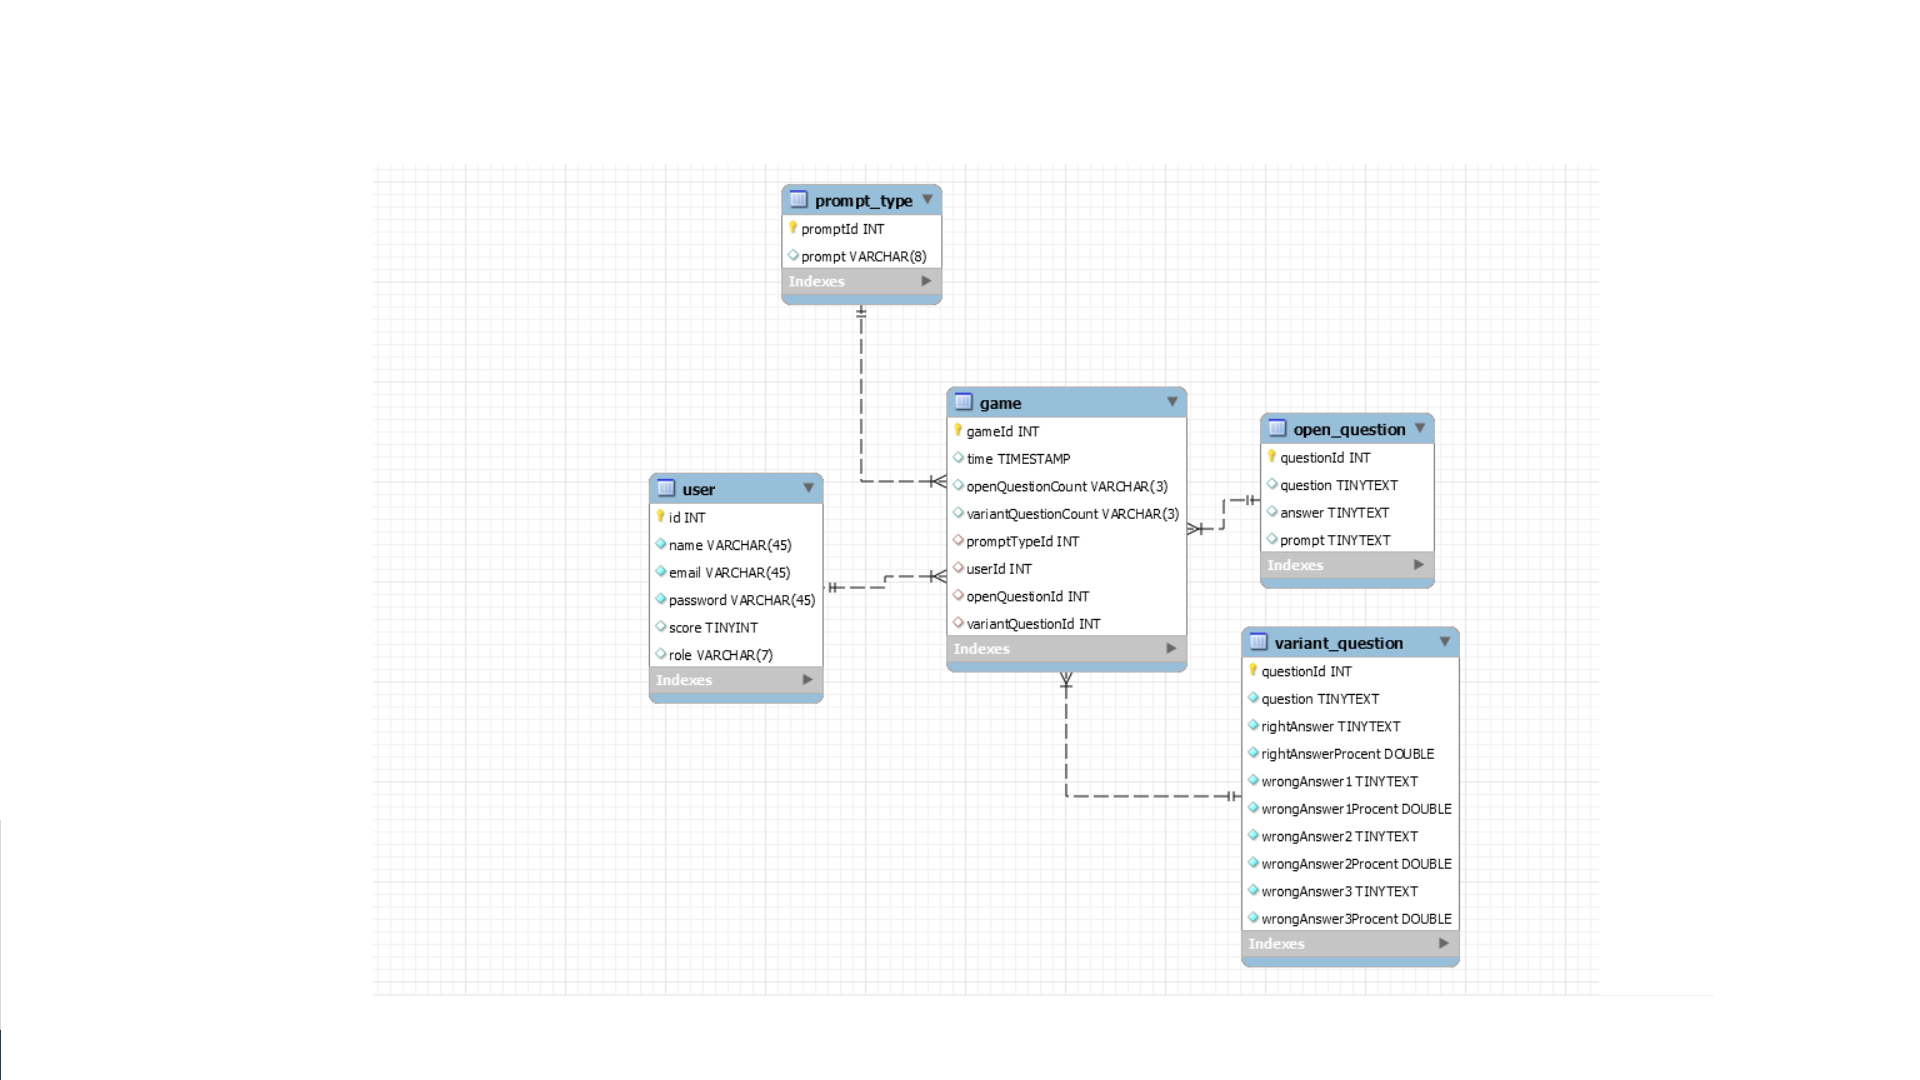 prompt_type
promptId INT
prompt VARCHAR(8)
Indexes
game
gameId INT
time TIMESTAMP
openQuestionCount VARCHAR(3)
variantQuestionCount VARCHAR(3)
promptTypeId INT
userId INT
openQuestionId INT
variantQuestionId INT
Indexes
open_question
questionId INT
question TINYTEXT
answer TINYTEXT
prompt TINYTEXT
Indexes
user
id INT
name VARCHAR(45)
email VARCHAR(45)
password VARCHAR(45)
score TINYINT
role VARCHAR(7)
Indexes
variant_question
questionId INT
question TINYTEXT
rightAnswer TINYTEXT
rightAnswerProcent DOUBLE
wrongAnswer1 TINYTEXT
wrongAnswer1Procent DOUBLE
wrongAnswer2 TINYTEXT
wrongAnswer2Procent DOUBLE
wrongAnswer3 TINYTEXT
wrongAnswer3Procent DOUBLE
Indexes